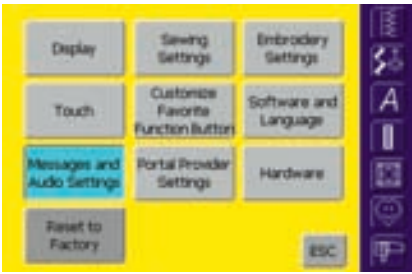 Display
Sewing
Settings
Embroidery
Settings
Touch
Customize
Favorite
Function Button
Software and
Language
Messages and
Audio Settings
Portal Provider
Settings
Hardware
Reset to
Factory
ESC
A